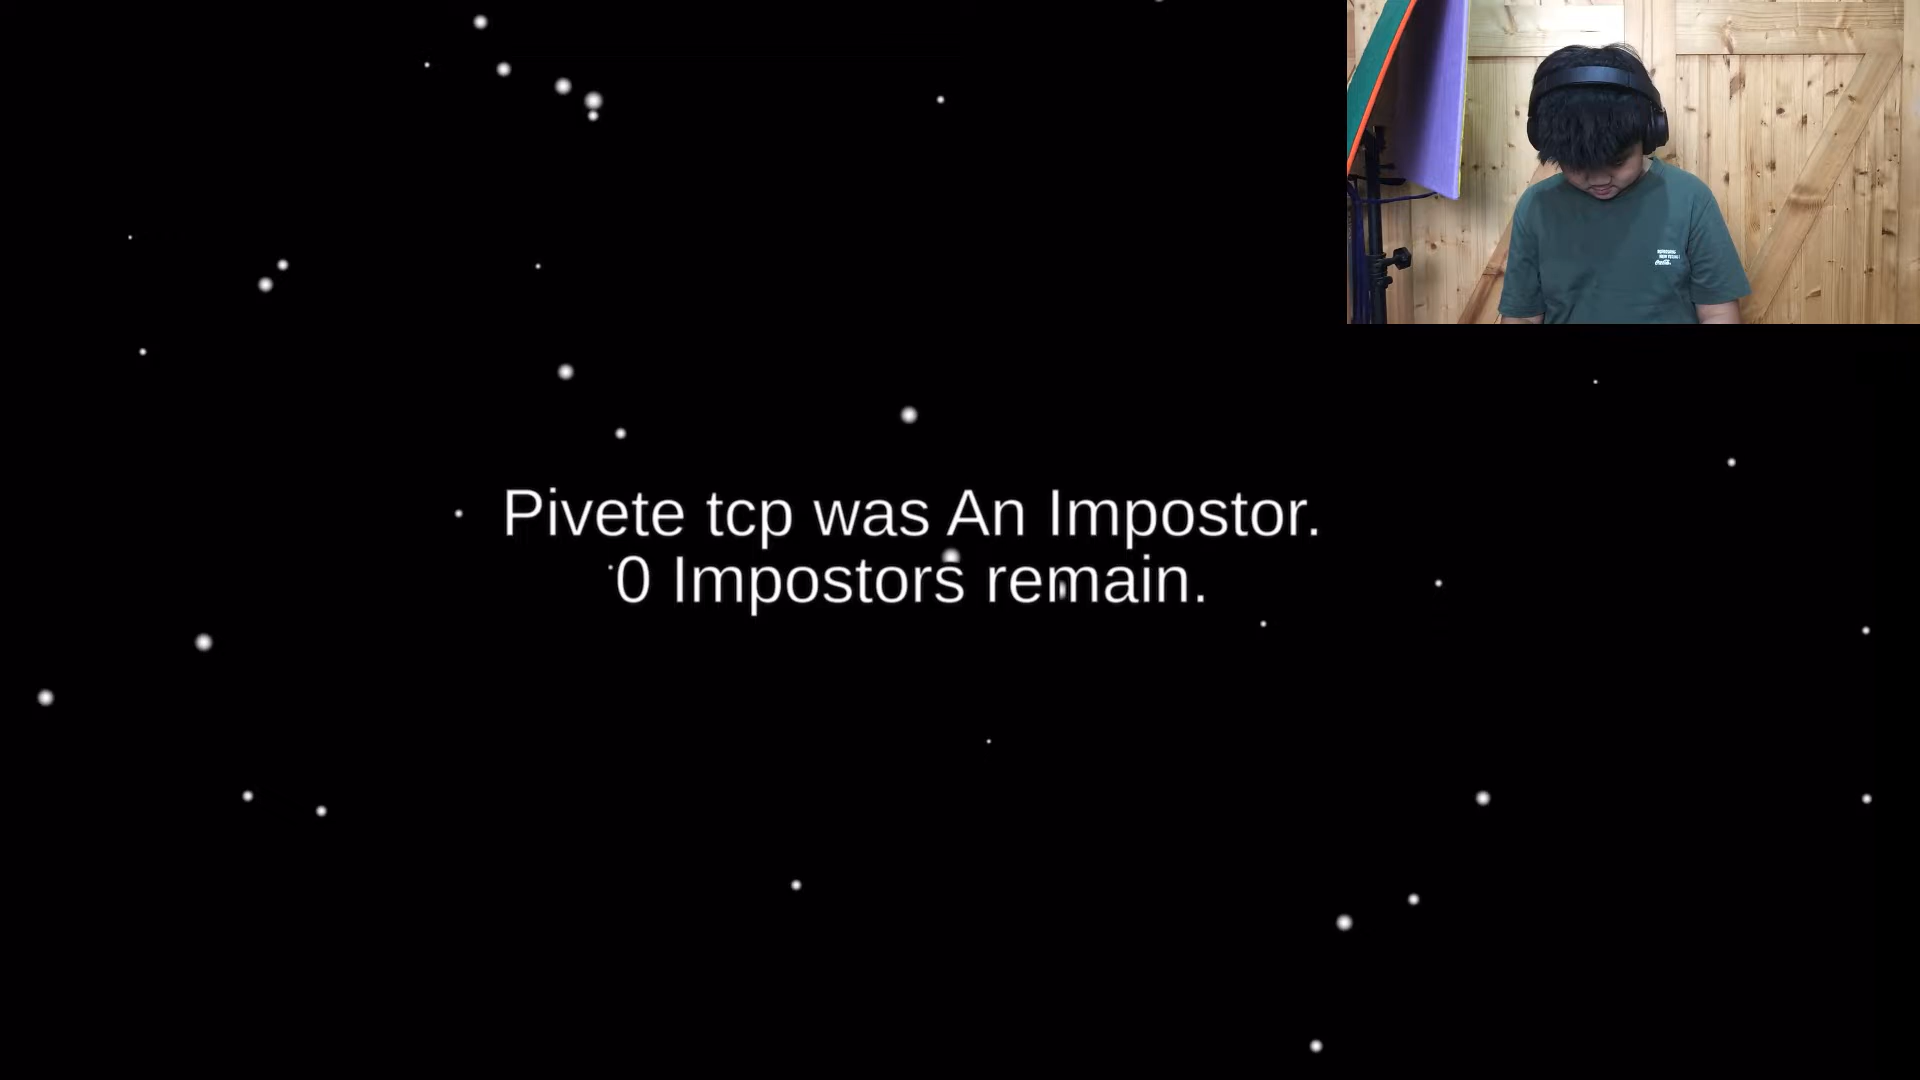 Pivete tcp was An Impostor.
0 Impostors remain.